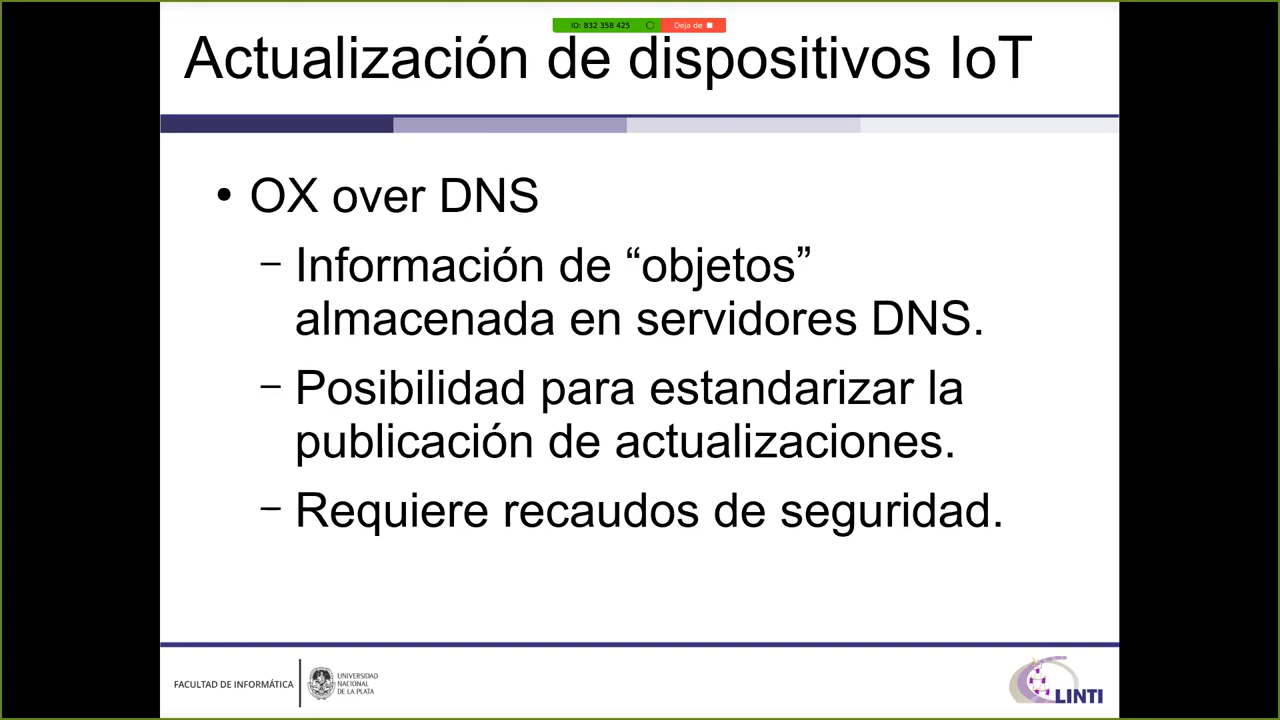 ID: 832 358 425
Deja de
Actualización de dispositivos IoT
• OX over DNS
– Información de “objetos”
almacenada en servidores DNS.
– Posibilidad para estandarizar la
publicación de actualizaciones.
– Requiere recaudos de seguridad.
FACULTAD DE INFORMÁTICA
UNIVERSIDAD
NACIONAL
DE LA PLATA
LINTI